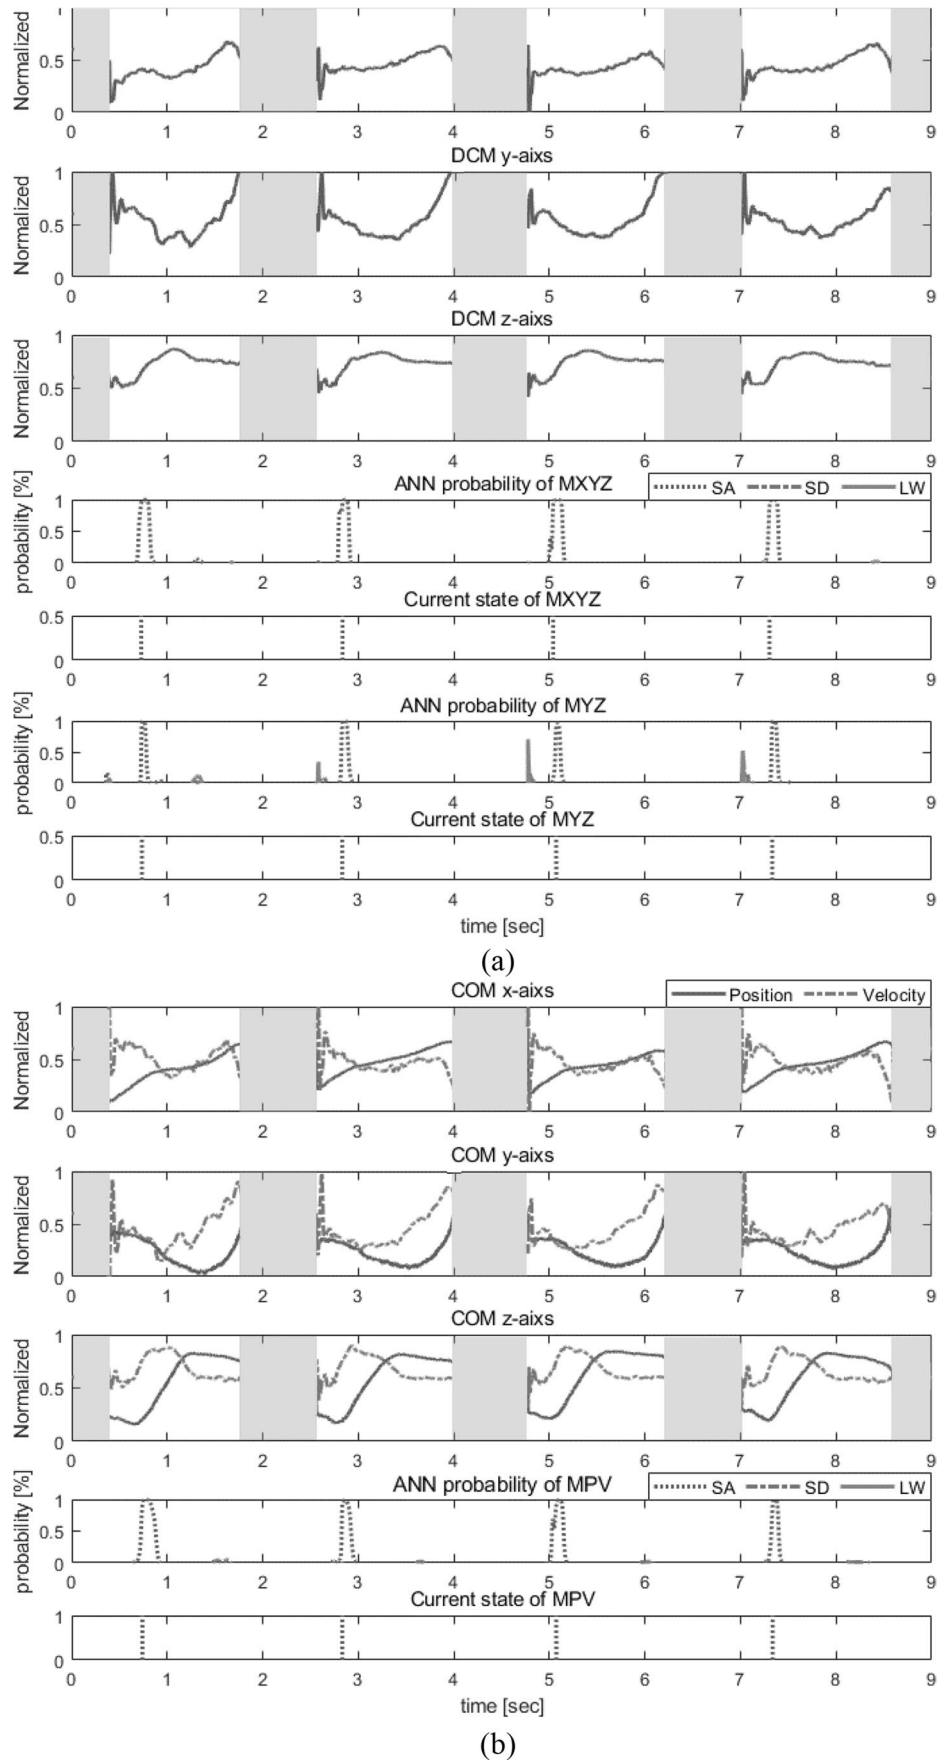 Normalized
0.5
0
0 1 2 3 4 5 6 7 8 9
DCM y-aixs
Normalized
1
0.5
0
0 1 2 3 4 5 6 7 8 9
DCM z-aixs
Normalized
1
0.5
0
0 1 2 3 4 5 6 7 8 9
ANN probability of MXYZ
SA SD LW
probability [%]
1
0.5
0
0 1 2 3 4 5 6 7 8 9
Current state of MXYZ
0.5
0
0 1 2 3 4 5 6 7 8 9
ANN probability of MYZ
probability [%]
1
0.5
0
0 1 2 3 4 5 6 7 8 9
Current state of MYZ
0.5
0
0 1 2 3 4 5 6 7 8 9
time [sec]
(a)
COM x-aixs
Position Velocity
Normalized
1
0.5
0
0 1 2 3 4 5 6 7 8 9
COM y-aixs
Normalized
1
0.5
0
0 1 2 3 4 5 6 7 8 9
COM z-aixs
Normalized
1
0.5
0
0 1 2 3 4 5 6 7 8 9
ANN probability of MPV
SA SD LW
probability [%]
1
0.5
0
0 1 2 3 4 5 6 7 8 9
Current state of MPV
1
0
0 1 2 3 4 5 6 7 8 9
time [sec]
(b)